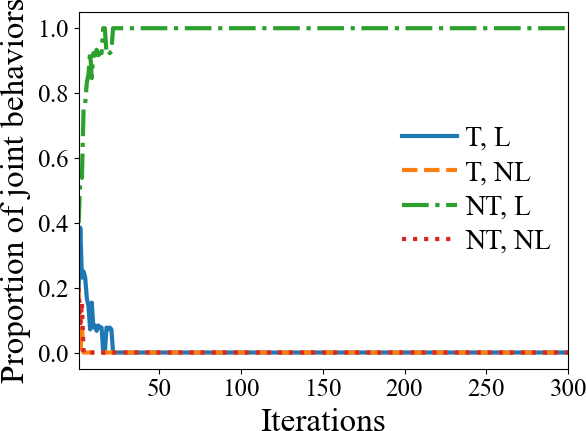 Proportion of joint behaviors
1.0
0.8
0.6
0.4
0.2
0.0
T, L
T, NL
NT, L
NT, NL
50 100 150 200 250 300
Iterations